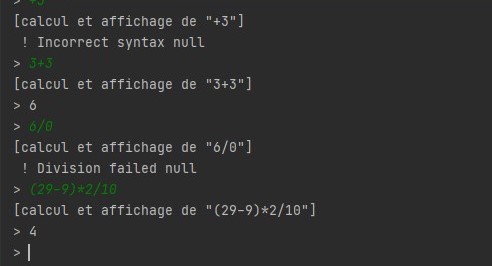 > +3
[calcul et affichage de "+3"]
! Incorrect syntax null
> 3+3
[calcul et affichage de "3+3"]
> 6
> 6/0
[calcul et affichage de "6/0"]
! Division failed null
> (29-9)*2/10
[calcul et affichage de "(29-9)*2/10"]
> 4
>